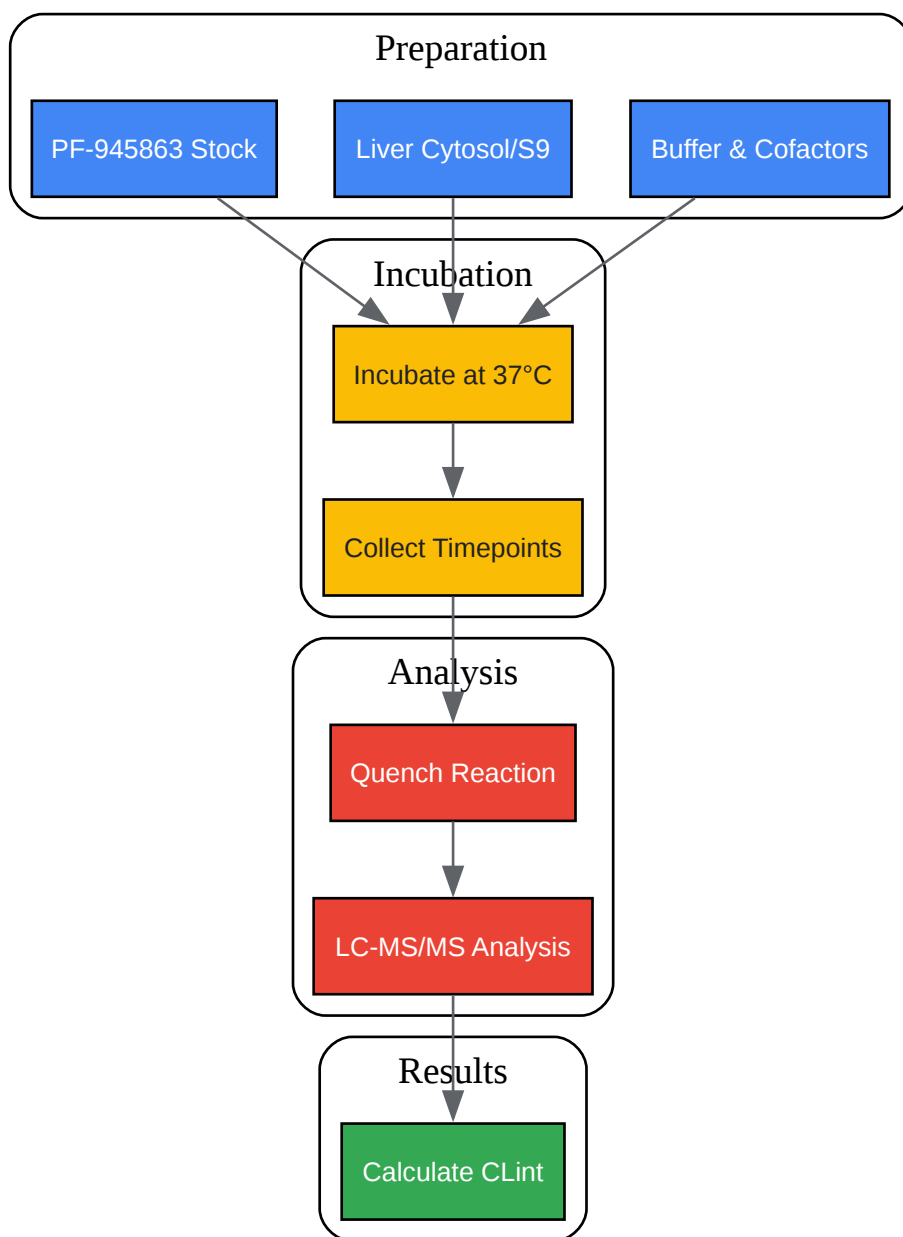 Preparation
PF-945863 Stock
Liver Cytosol/S9
Buffer & Cofactors
Incubation
Incubate at 37°C
Collect Timepoints
Analysis
Quench Reaction
LC-MS/MS Analysis
Results
Calculate CLint